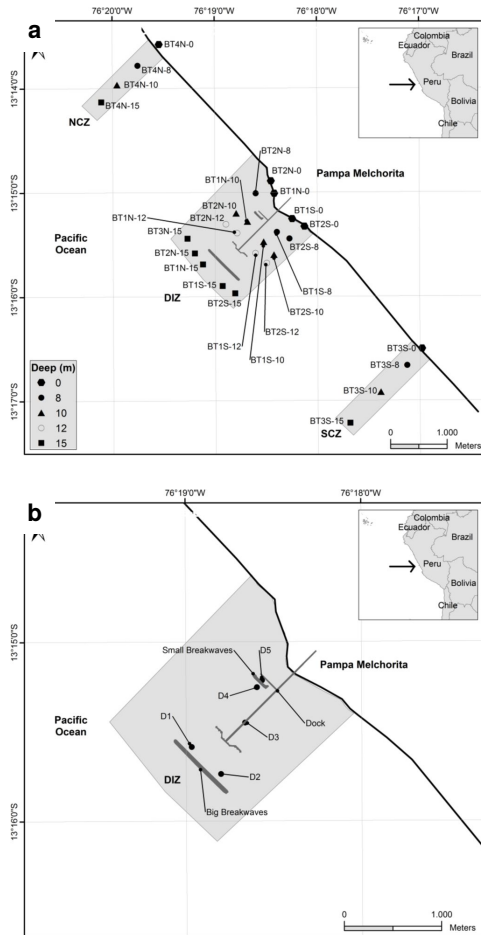 a
76°20'0"W
76°19'0"W
76°18'0"W
76°17'0"W
BT4N-0
BT4N-8
BT4N-10
BT4N-15
NCZ
13°14'0"S
Colombia
Ecuador
Brazil
Peru
Bolivia
Chile
BT2N-8
BT2N-0
Pampa Melchorita
BT1N-10
BT1N-0
13°15'0"S
BT2N-10
BT1S-0
BT1N-12
BT2N-12
BT2S-0
BT3N-15
BT2S-8
Pacific
Ocean
BT2N-15
BT1N-15
BT1S-8
DIZ
BT1S-15
BT2S-10
13°16'0"S
BT2S-15
BT2S-12
BT1S-12
BT1S-10
BT3S-0
BT3S-8
BT3S-10
BT3S-15
SCZ
Deep (m)
0
8
10
12
15
13°17'0"S
0
1.000
Meters
b
76°19'0"W
76°18'0"W
Colombia
Ecuador
Brazil
Peru
Bolivia
Chile
13°15'0"S
Small Breakwaves
D5
Pampa Melchorita
D4
Dock
Pacific
Ocean
D1
D3
DIZ
D2
Big Breakwaves
13°16'0"S
0
1.000
Meters